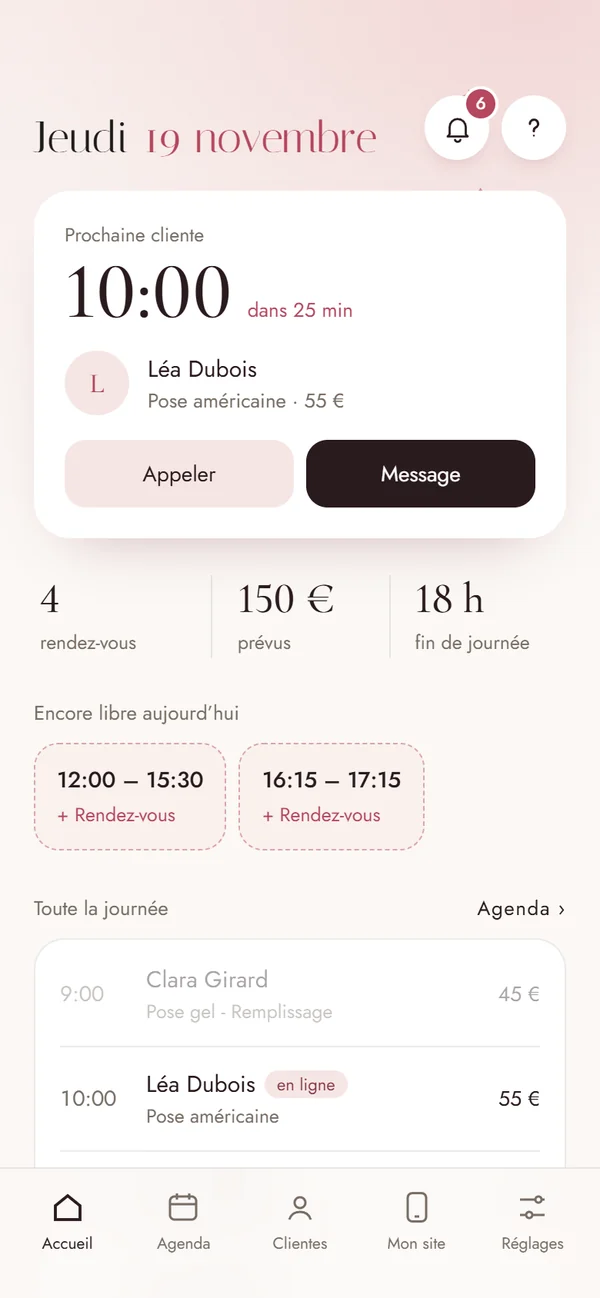 Jeudi 19 novembre
6
?
Prochaine cliente
10:00 dans 25 min
L
Léa Dubois
Pose américaine · 55 €
Appeler
Message
4
rendez-vous
150 €
prévus
18 h
fin de journée
Encore libre aujourd’hui
12:00 – 15:30
+ Rendez-vous
16:15 – 17:15
+ Rendez-vous
Toute la journée
Agenda ›
9:00
Clara Girard
Pose gel - Remplissage
45 €
10:00
Léa Dubois en ligne
Pose américaine
55 €
Accueil
Agenda
Clientes
Mon site
Réglages